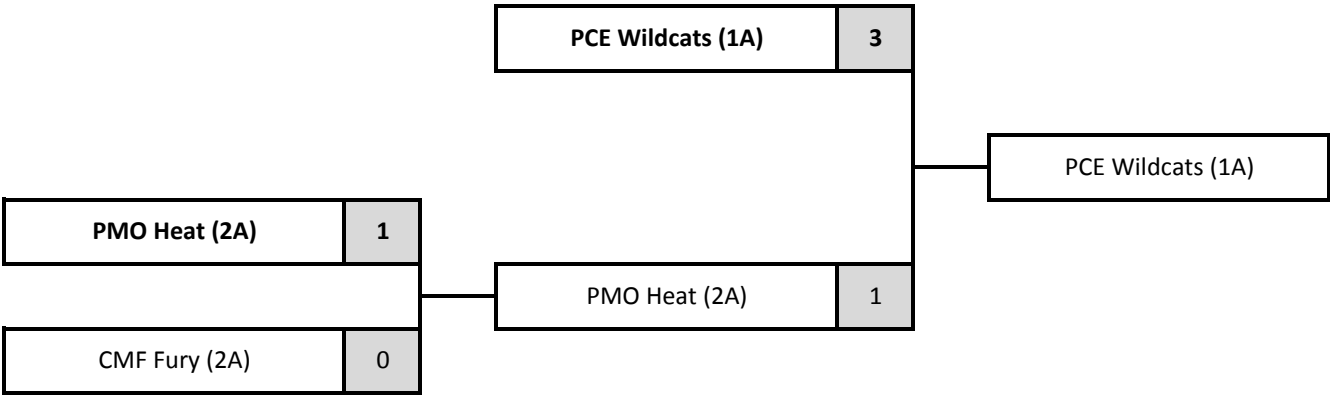 PCE Wildcats (1A) 3
PCE Wildcats (1A)
PMO Heat (2A) 1
PMO Heat (2A) 1
CMF Fury (2A) 0